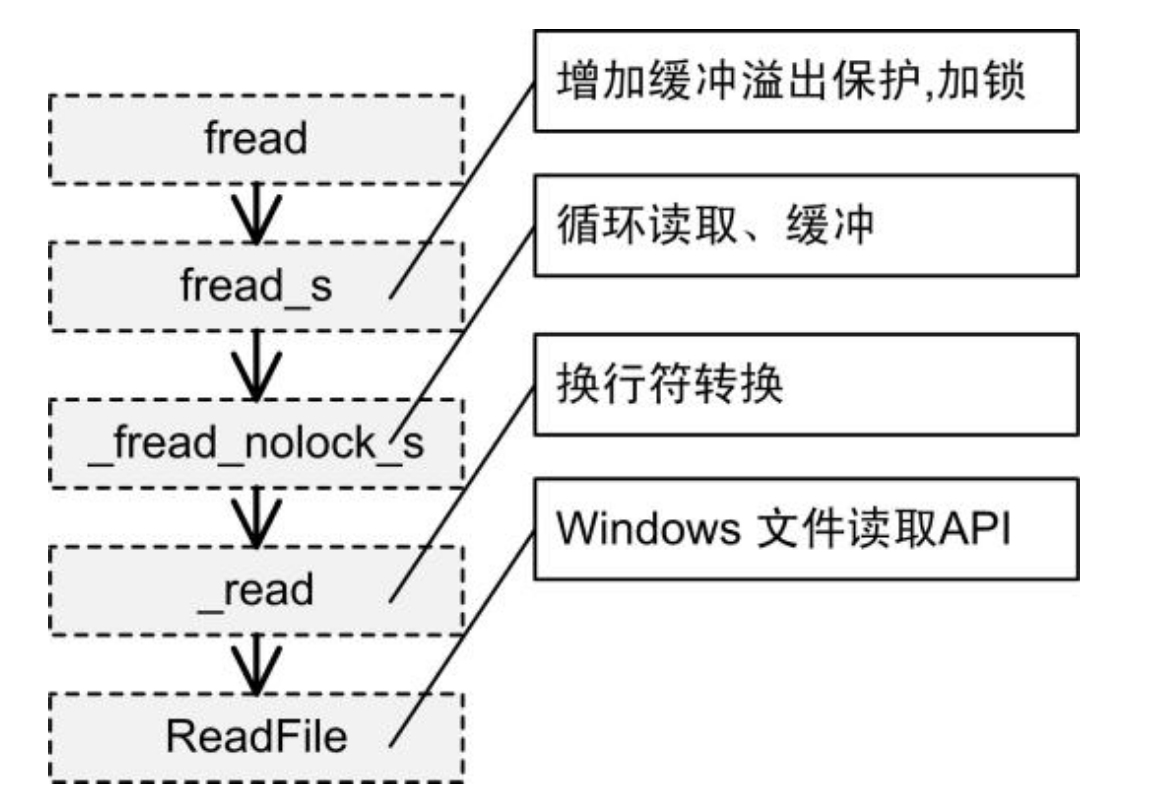 fread
fread_s
_fread_nolock_s
_read
ReadFile
增加缓冲溢出保护,加锁
循环读取、缓冲
换行符转换
Windows 文件读取API